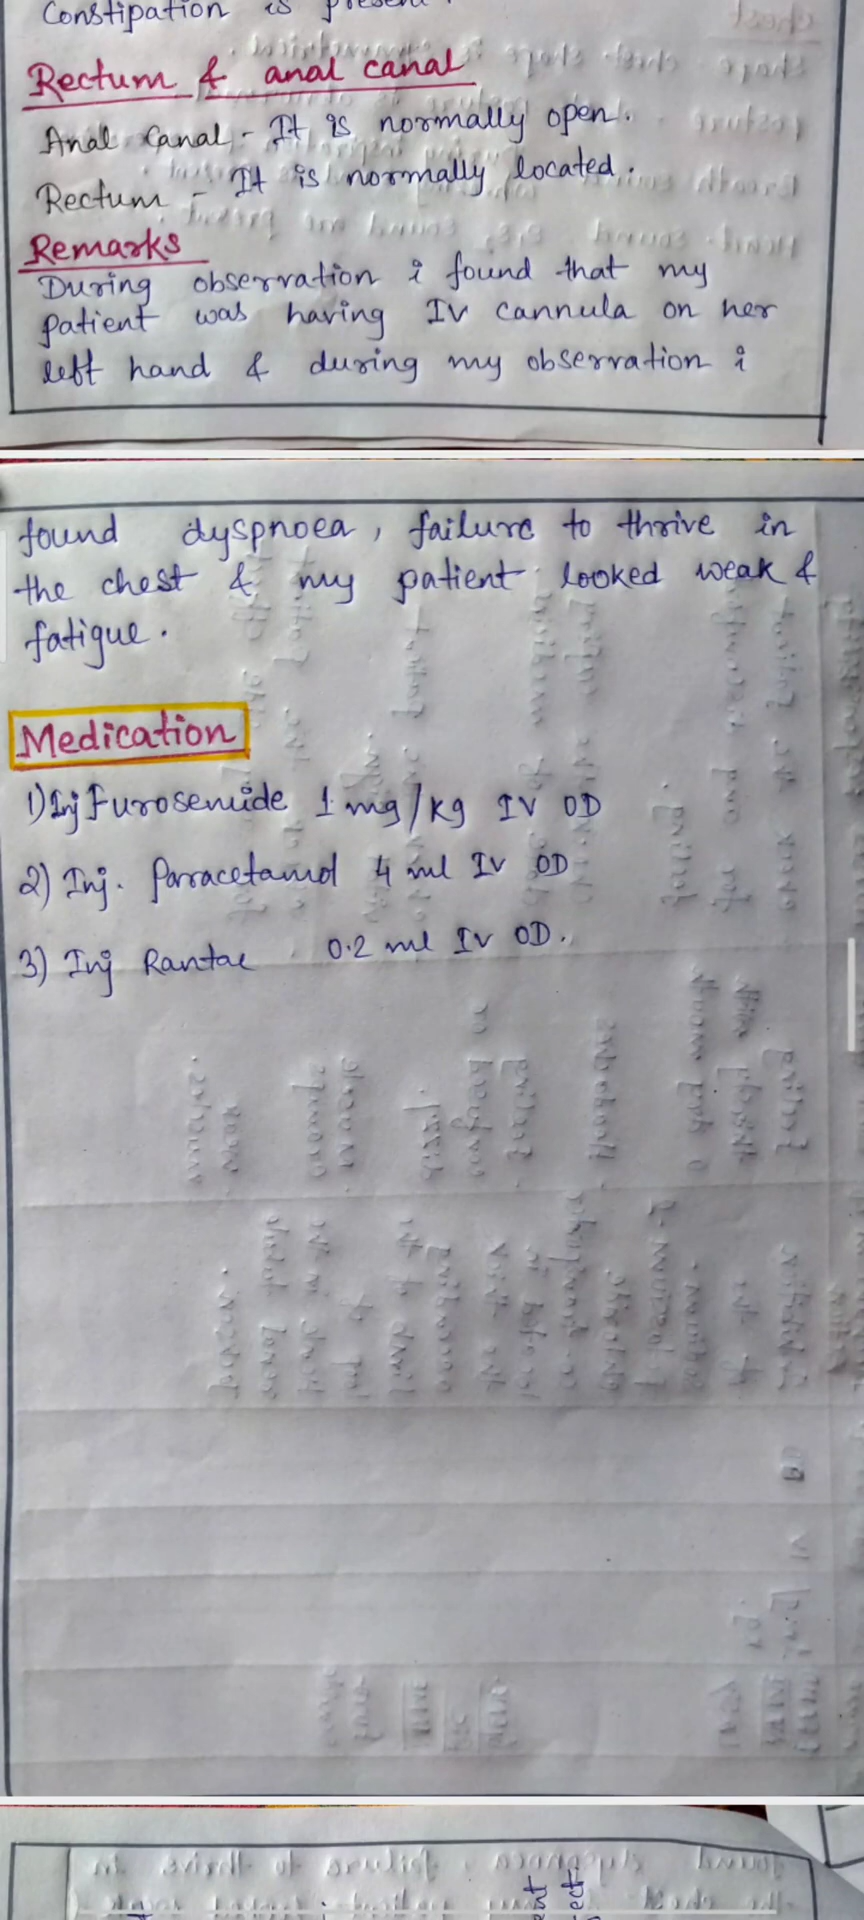 Constipation is present.
Rectum & anal canal
Anal canal - It is normally open.
Rectum - It is normally located.
Remarks
During observation i found that my
patient was having IV cannula on her
left hand & during my observation i
found dyspnoea, failure to thrive in
the chest & my patient looked weak &
fatigue.
Medication
1) Inj Furosemide 1 mg/kg IV OD
2) Inj. Parracetamol 4 ml IV OD
3) Inj Rantac 0.2 ml IV OD.